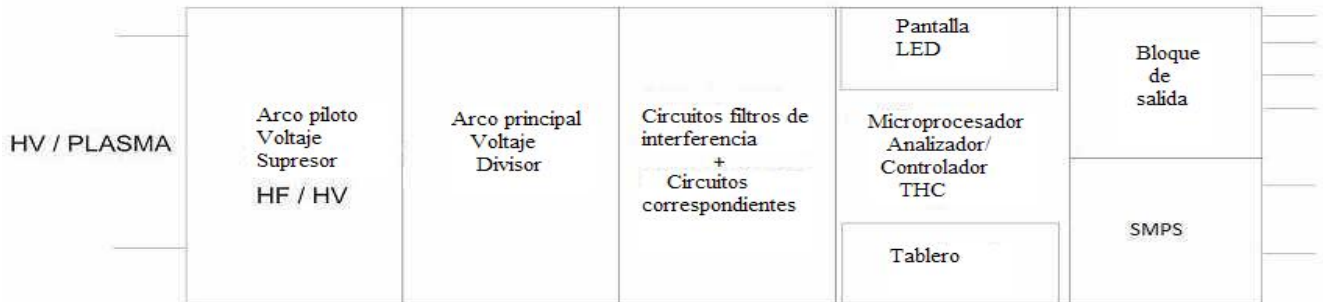 HV / PLASMA
Arco piloto
Voltaje
Supresor
HF / HV
Arco principal
Voltaje
Divisor
Circuitos filtros de
interferencia
+
Circuitos
correspondientes
Pantalla
LED
Microprocesador
Analizador/
Controlador
THC
Tablero
Bloque
de
salida
SMPS